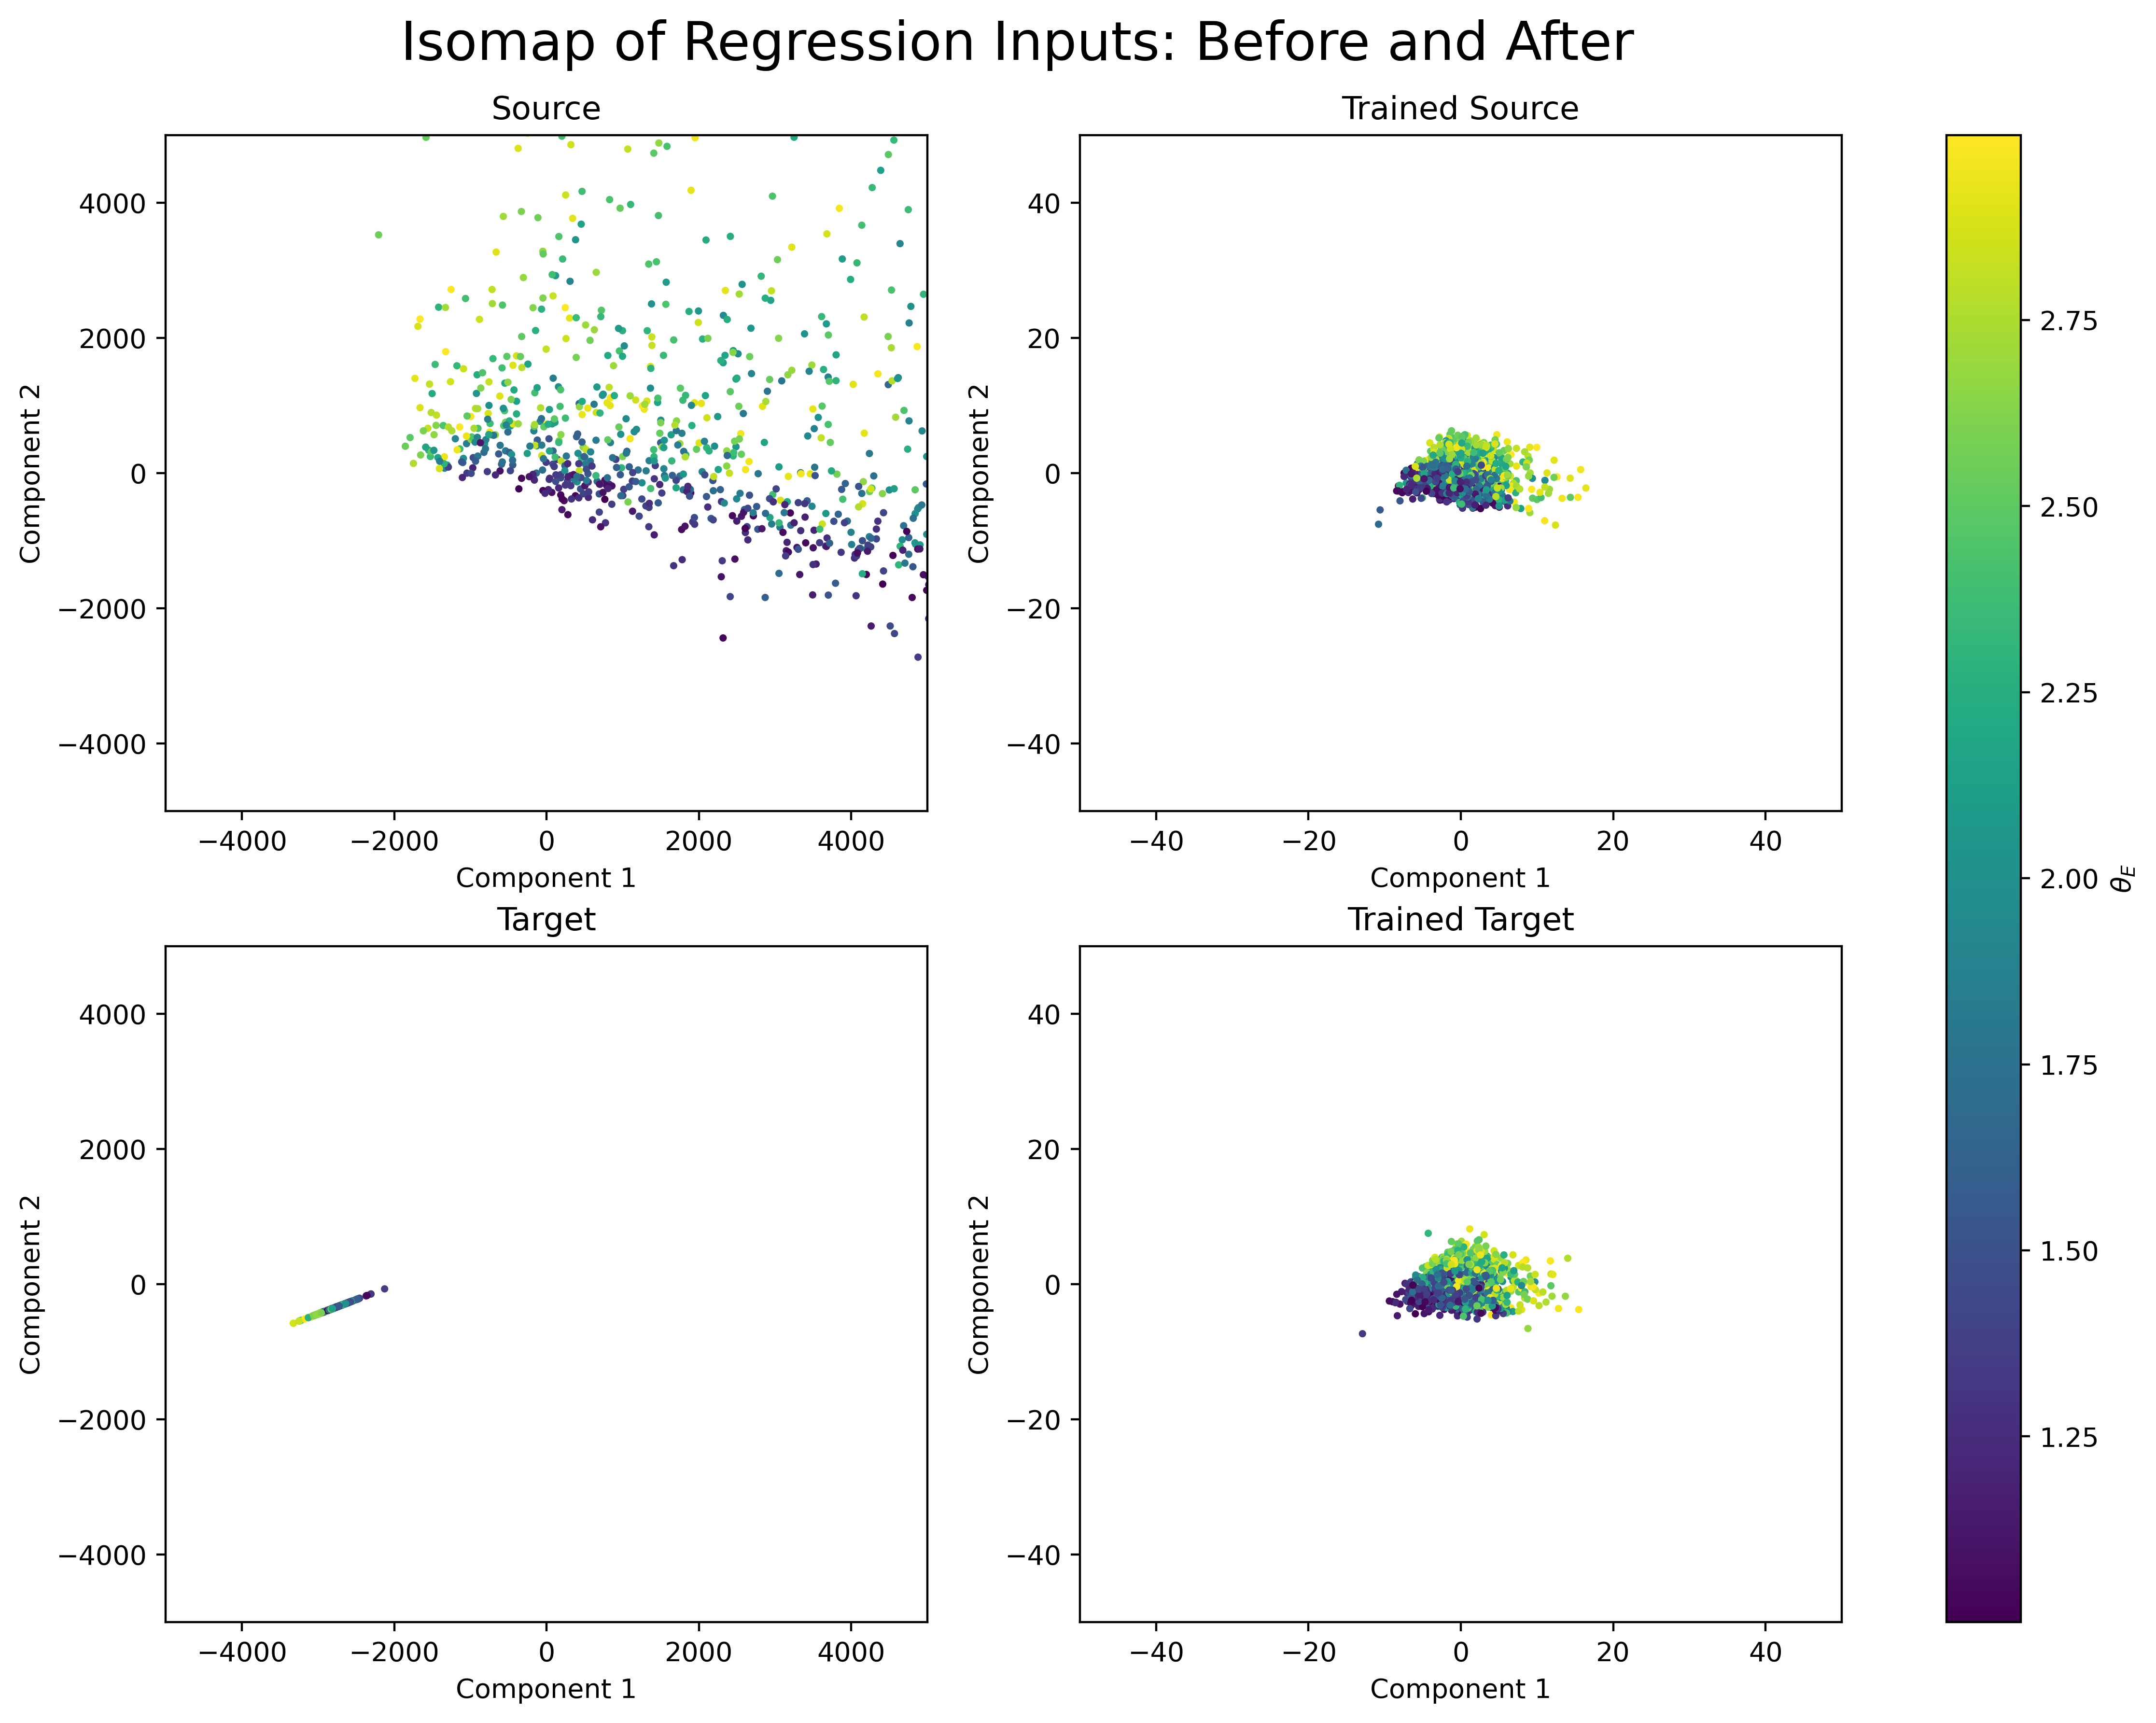 Isomap of Regression Inputs: Before and After
Source
4000
2000
0
−2000
−4000
Component 2
−4000 −2000 0 2000 4000
Component 1
Trained Source
40
20
0
−20
−40
Component 2
−40 −20 0 20 40
Component 1
Target
4000
2000
0
−2000
−4000
Component 2
−4000 −2000 0 2000 4000
Component 1
Trained Target
40
20
0
−20
−40
Component 2
−40 −20 0 20 40
Component 1
2.75
2.50
2.25
2.00
1.75
1.50
1.25
θ_E